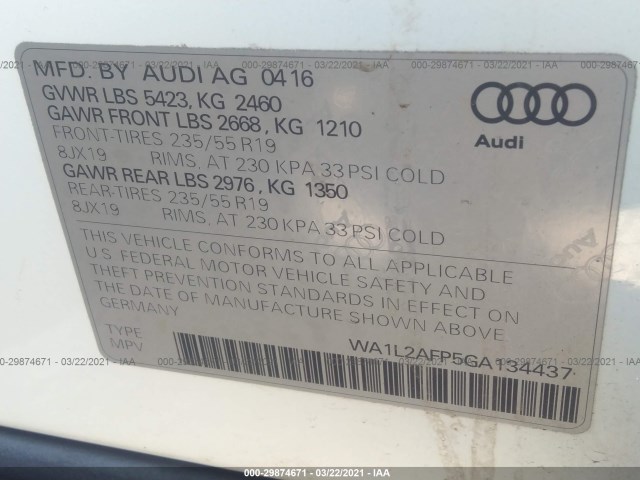 MFD. BY AUDI AG 04 16
GVWR LBS 5423, KG 2460
GAWR FRONT LBS 2668, KG 1210
FRONT-TIRES 235/55 R19
8JX19 RIMS, AT 230 KPA 33 PSI COLD
GAWR REAR LBS 2976, KG 1350
REAR-TIRES 235/55 R19
8JX19 RIMS, AT 230 KPA 33 PSI COLD
Audi
THIS VEHICLE CONFORMS TO ALL APPLICABLE
U.S. FEDERAL MOTOR VEHICLE SAFETY AND
THEFT PREVENTION STANDARDS IN EFFECT ON
THE DATE OF MANUFACTURE SHOWN ABOVE
GERMANY
TYPE
MPV
WA1L2AFP5GA134437
000-29874671 - 03/22/2021 - IAA